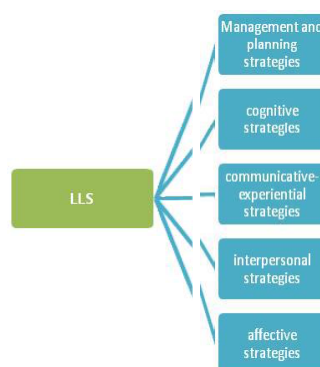 Management and
planning
strategies
cognitive
strategies
LLS
communicative-
experiential
strategies
interpersonal
strategies
affective
strategies